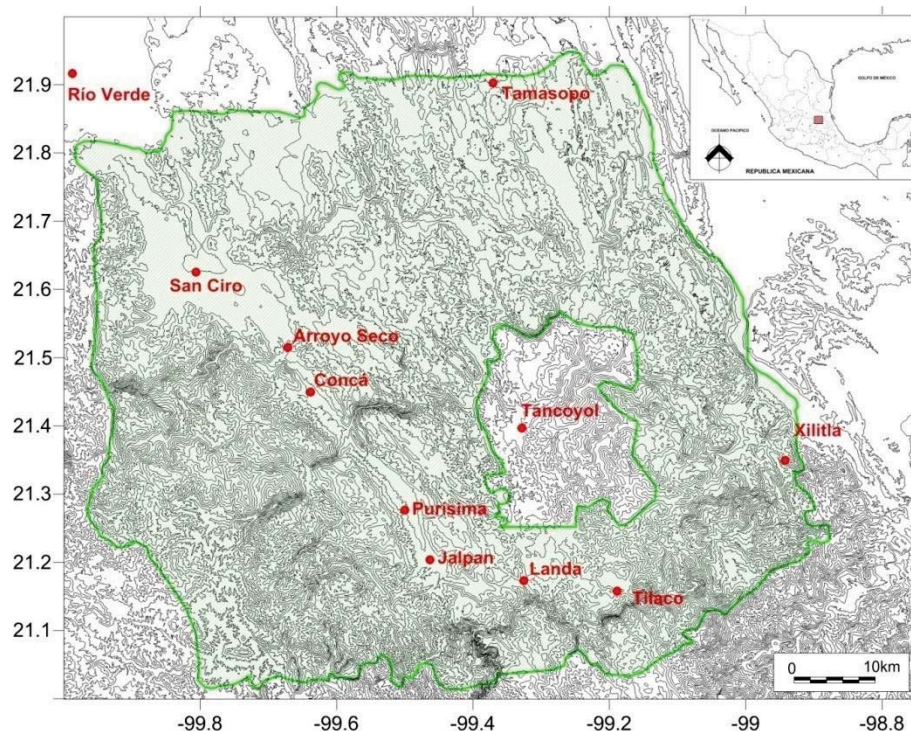 GOLFO DE MÉXICO
OCEANO PACIFICO
REPUBLICA MEXICANA
21.9
Río Verde
Tamasopo
21.8
21.7
San Ciro
21.6
Arroyo Seco
21.5
Concá
Tancoyol
21.4
Xilitla
21.3
Purisima
Jalpan
21.2
Landa
Tilaco
21.1
0 10km
-99.8 -99.6 -99.4 -99.2 -99 -98.8